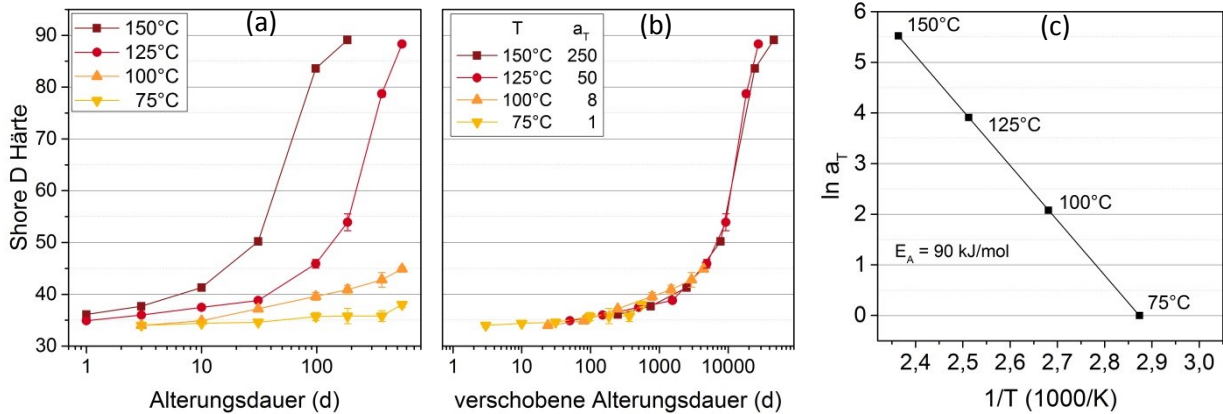 (a)
150°C
125°C
100°C
75°C
Shore D Härte
90
80
70
60
50
40
30
1
10
100
Alterungsdauer (d)
(b)
T a_T
150°C 250
125°C 50
100°C 8
75°C 1
1
10
100
1000
10000
verschobene Alterungsdauer (d)
(c)
ln a_T
6
5
4
3
2
1
0
150°C
125°C
100°C
75°C
E_A = 90 kJ/mol
2,4
2,5
2,6
2,7
2,8
2,9
3,0
1/T (1000/K)